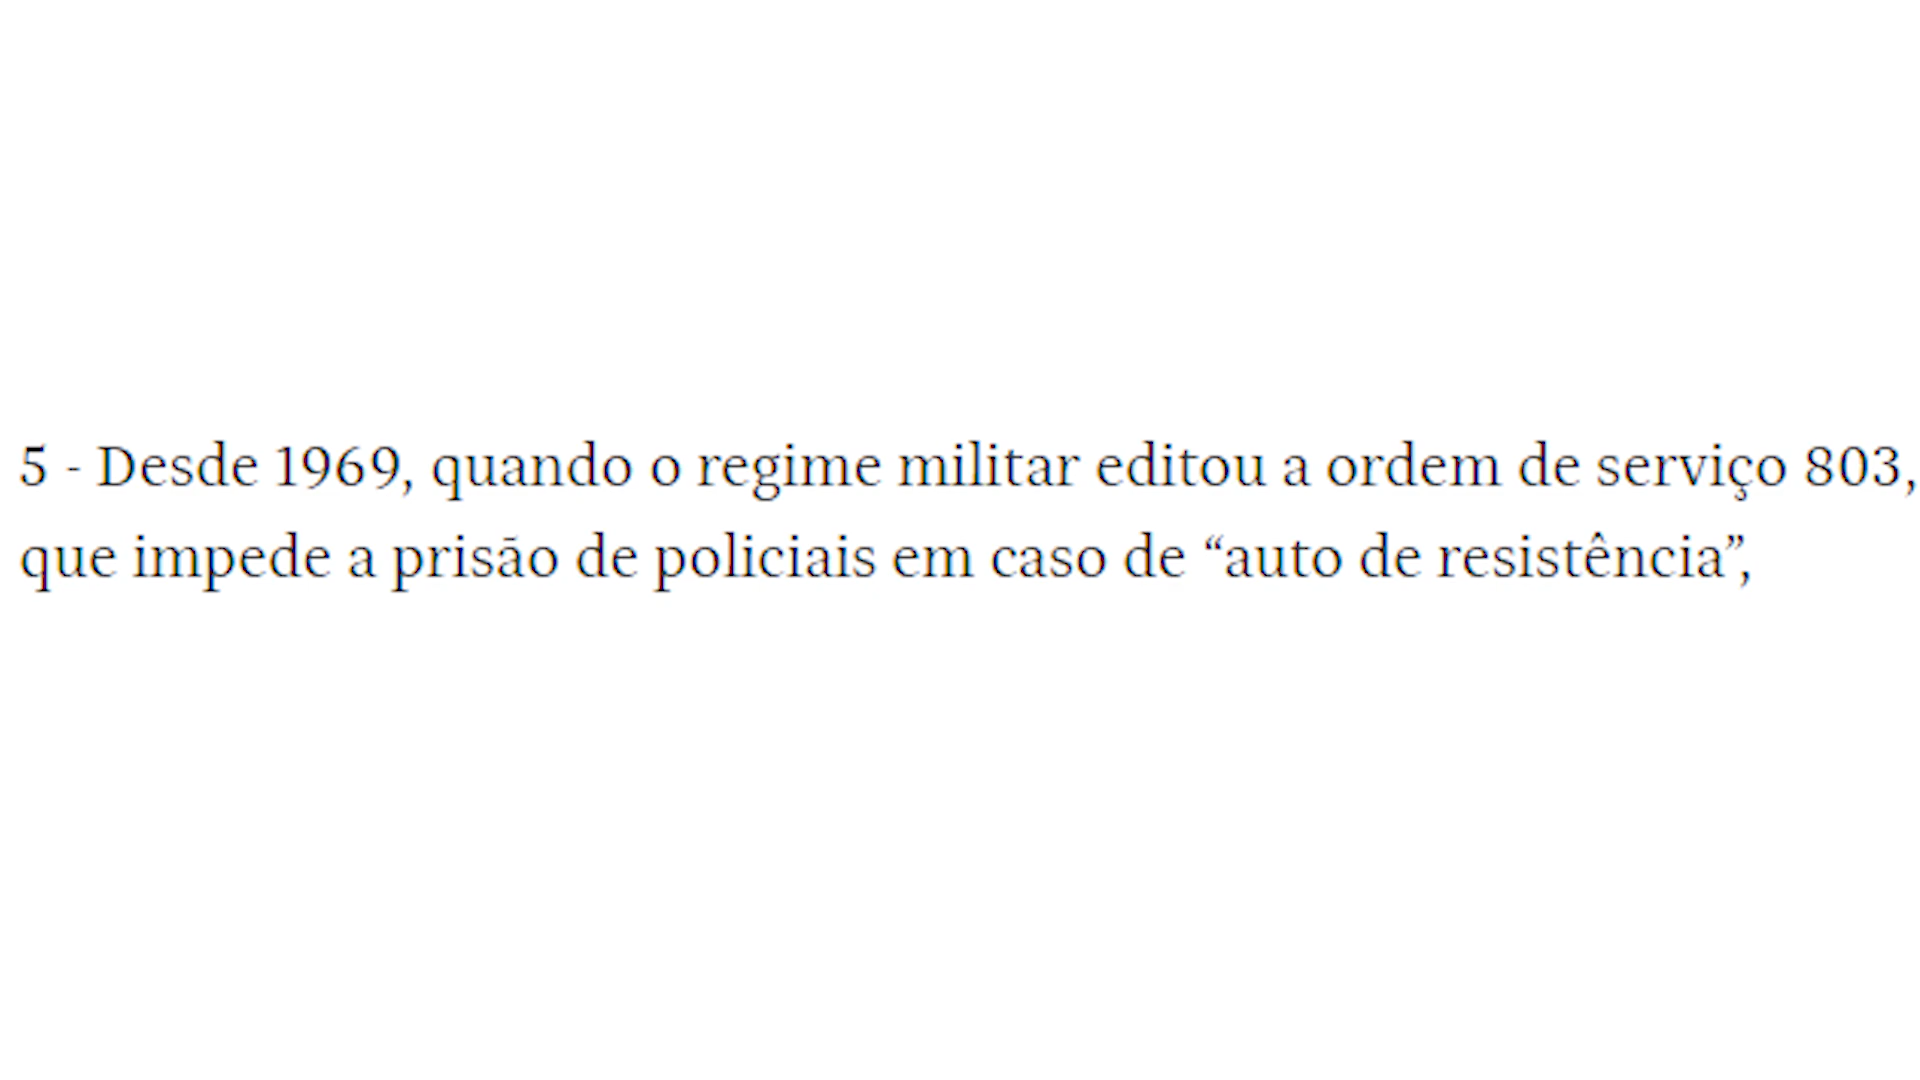 5 - Desde 1969, quando o regime militar editou a ordem de serviço 803,
que impede a prisão de policiais em caso de “auto de resistência”,